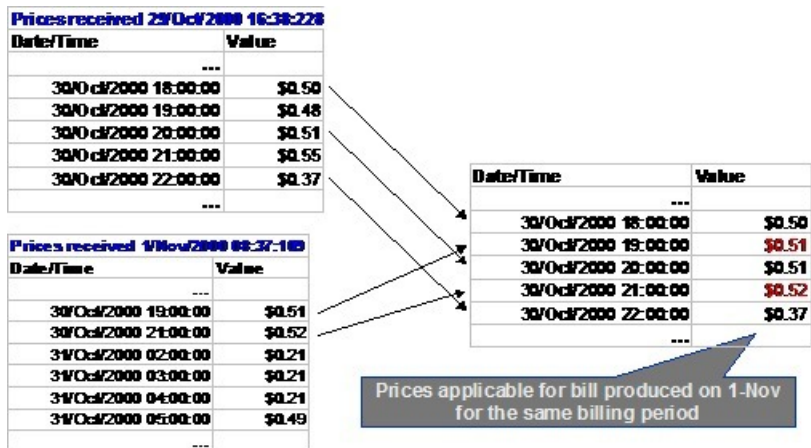 Prices received 29/Oct/2000 16:38:228
Date/Time Value
...
30/Oct/2000 18:00:00 $0.50
30/Oct/2000 19:00:00 $0.48
30/Oct/2000 20:00:00 $0.51
30/Oct/2000 21:00:00 $0.55
30/Oct/2000 22:00:00 $0.37
...
Prices received 1/Nov/2000 08:37:109
Date/Time Value
...
30/Oct/2000 19:00:00 $0.51
30/Oct/2000 21:00:00 $0.52
31/Oct/2000 02:00:00 $0.21
31/Oct/2000 03:00:00 $0.21
31/Oct/2000 04:00:00 $0.21
31/Oct/2000 05:00:00 $0.49
...
Date/Time Value
...
30/Oct/2000 18:00:00 $0.50
30/Oct/2000 19:00:00 $0.51
30/Oct/2000 20:00:00 $0.51
30/Oct/2000 21:00:00 $0.52
30/Oct/2000 22:00:00 $0.37
...
Prices applicable for bill produced on 1-Nov
for the same billing period